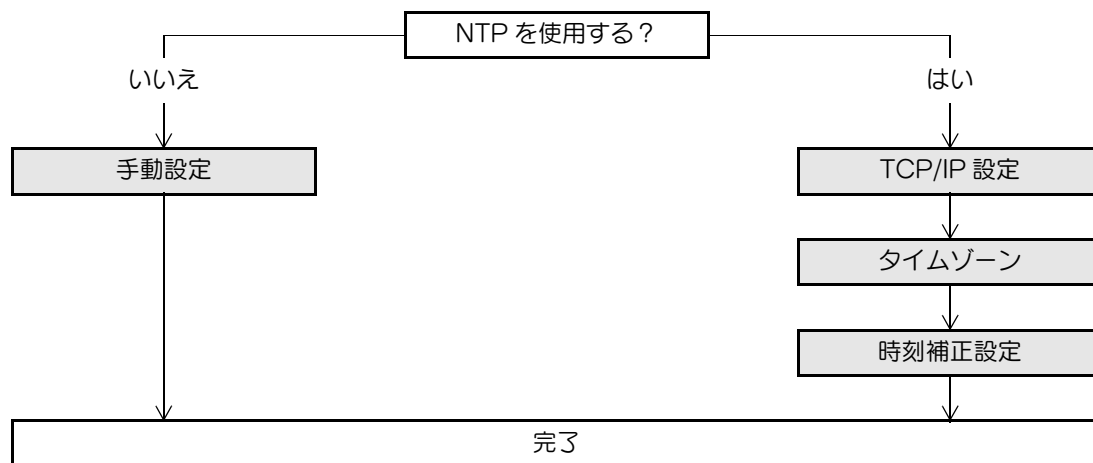 NTP を使用する？
いいえ
はい
手動設定
TCP/IP 設定
タイムゾーン
時刻補正設定
完了